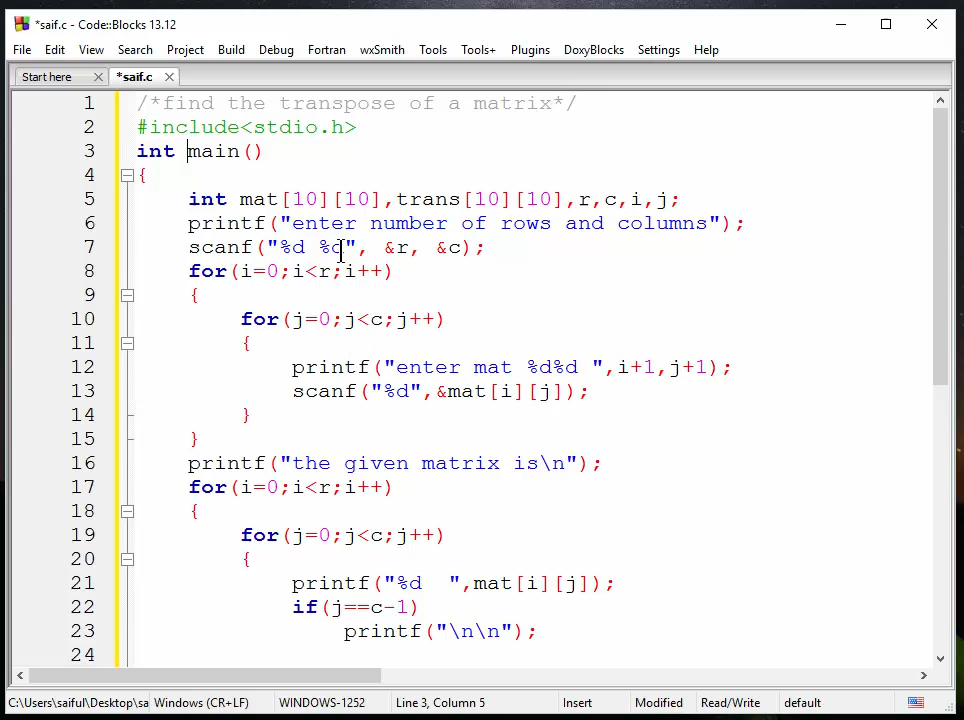 *saif.c - Code::Blocks 13.12
File Edit View Search Project Build Debug Fortran wxSmith Tools Tools+ Plugins DoxyBlocks Settings Help
Start here *saif.c
1 /*find the transpose of a matrix*/
2 #include<stdio.h>
3 int main()
4 {
5 int mat[10][10],trans[10][10],r,c,i,j;
6 printf("enter number of rows and columns");
7 scanf("%d %d", &r, &c);
8 for(i=0;i<r;i++)
9 {
10 for(j=0;j<c;j++)
11 {
12 printf("enter mat %d%d ",i+1,j+1);
13 scanf("%d",&mat[i][j]);
14 }
15 }
16 printf("the given matrix is\n");
17 for(i=0;i<r;i++)
18 {
19 for(j=0;j<c;j++)
20 {
21 printf("%d  ",mat[i][j]);
22 if(j==c-1)
23 printf("\n\n");
24
C:\Users\saiful\Desktop\sa Windows (CR+LF) WINDOWS-1252 Line 3, Column 5 Insert Modified Read/Write default